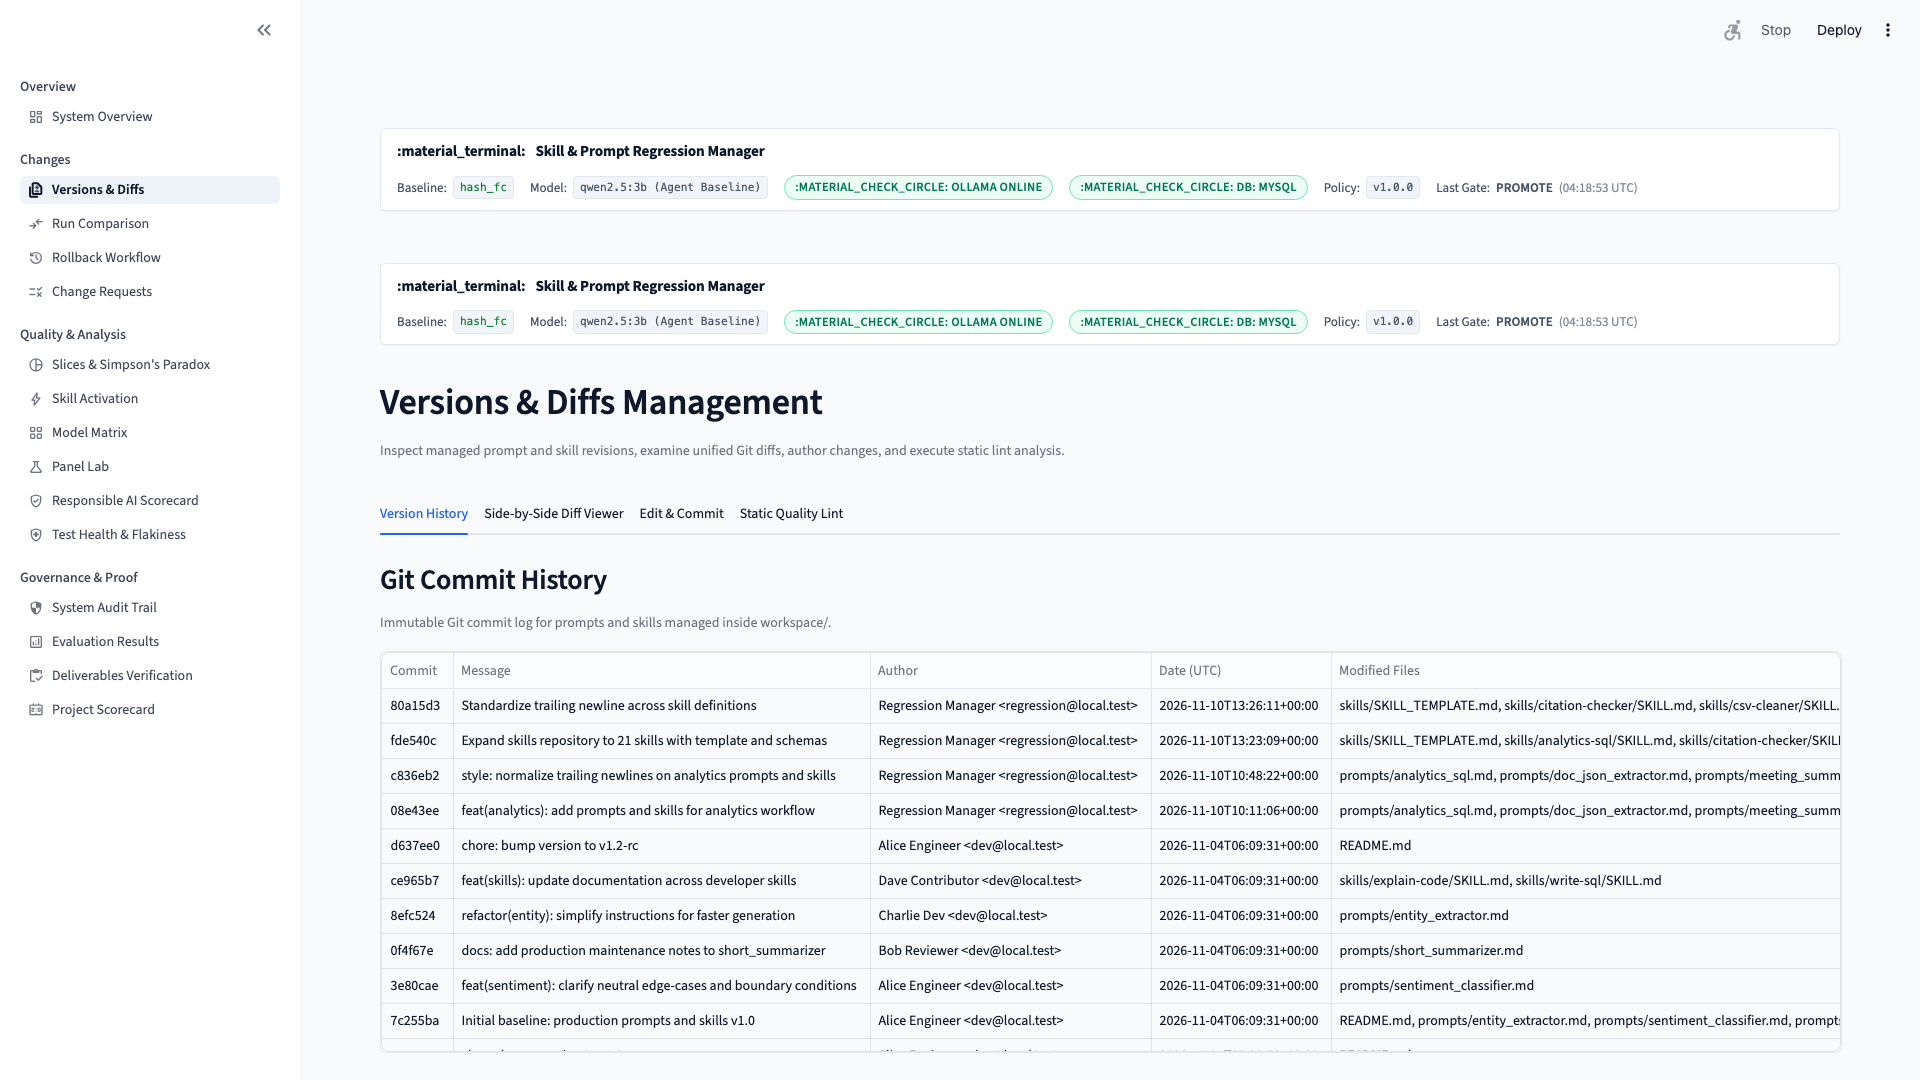 Stop
Deploy
Overview
System Overview
Changes
Versions & Diffs
Run Comparison
Rollback Workflow
Change Requests
Quality & Analysis
Slices & Simpson's Paradox
Skill Activation
Model Matrix
Panel Lab
Responsible AI Scorecard
Test Health & Flakiness
Governance & Proof
System Audit Trail
Evaluation Results
Deliverables Verification
Project Scorecard
:material_terminal: Skill & Prompt Regression Manager
Baseline: hash_fc Model: qwen2.5:3b (Agent Baseline) :MATERIAL_CHECK_CIRCLE: OLLAMA ONLINE :MATERIAL_CHECK_CIRCLE: DB: MYSQL Policy: v1.0.0 Last Gate: PROMOTE (04:18:53 UTC)
:material_terminal: Skill & Prompt Regression Manager
Baseline: hash_fc Model: qwen2.5:3b (Agent Baseline) :MATERIAL_CHECK_CIRCLE: OLLAMA ONLINE :MATERIAL_CHECK_CIRCLE: DB: MYSQL Policy: v1.0.0 Last Gate: PROMOTE (04:18:53 UTC)
Versions & Diffs Management
Inspect managed prompt and skill revisions, examine unified Git diffs, author changes, and execute static lint analysis.
Version History Side-by-Side Diff Viewer Edit & Commit Static Quality Lint
Git Commit History
Immutable Git commit log for prompts and skills managed inside workspace/.
Commit Message Author Date (UTC) Modified Files
80a15d3 Standardize trailing newline across skill definitions Regression Manager <regression@local.test> 2026-11-10T13:26:11+00:00 skills/SKILL_TEMPLATE.md, skills/citation-checker/SKILL.md, skills/csv-cleaner/SKILL.
fde540c Expand skills repository to 21 skills with template and schemas Regression Manager <regression@local.test> 2026-11-10T13:23:09+00:00 skills/SKILL_TEMPLATE.md, skills/analytics-sql/SKILL.md, skills/citation-checker/SKIL
c836eb2 style: normalize trailing newlines on analytics prompts and skills Regression Manager <regression@local.test> 2026-11-10T10:48:22+00:00 prompts/analytics_sql.md, prompts/doc_json_extractor.md, prompts/meeting_summ
08e43ee feat(analytics): add prompts and skills for analytics workflow Regression Manager <regression@local.test> 2026-11-10T10:11:06+00:00 prompts/analytics_sql.md, prompts/doc_json_extractor.md, prompts/meeting_summ
d637ee0 chore: bump version to v1.2-rc Alice Engineer <dev@local.test> 2026-11-04T06:09:31+00:00 README.md
ce965b7 feat(skills): update documentation across developer skills Dave Contributor <dev@local.test> 2026-11-04T06:09:31+00:00 skills/explain-code/SKILL.md, skills/write-sql/SKILL.md
8efc524 refactor(entity): simplify instructions for faster generation Charlie Dev <dev@local.test> 2026-11-04T06:09:31+00:00 prompts/entity_extractor.md
0f4f67e docs: add production maintenance notes to short_summarizer Bob Reviewer <dev@local.test> 2026-11-04T06:09:31+00:00 prompts/short_summarizer.md
3e80cae feat(sentiment): clarify neutral edge-cases and boundary conditions Alice Engineer <dev@local.test> 2026-11-04T06:09:31+00:00 prompts/sentiment_classifier.md
7c255ba Initial baseline: production prompts and skills v1.0 Alice Engineer <dev@local.test> 2026-11-04T06:09:31+00:00 README.md, prompts/entity_extractor.md, prompts/sentiment_classifier.md, prompt